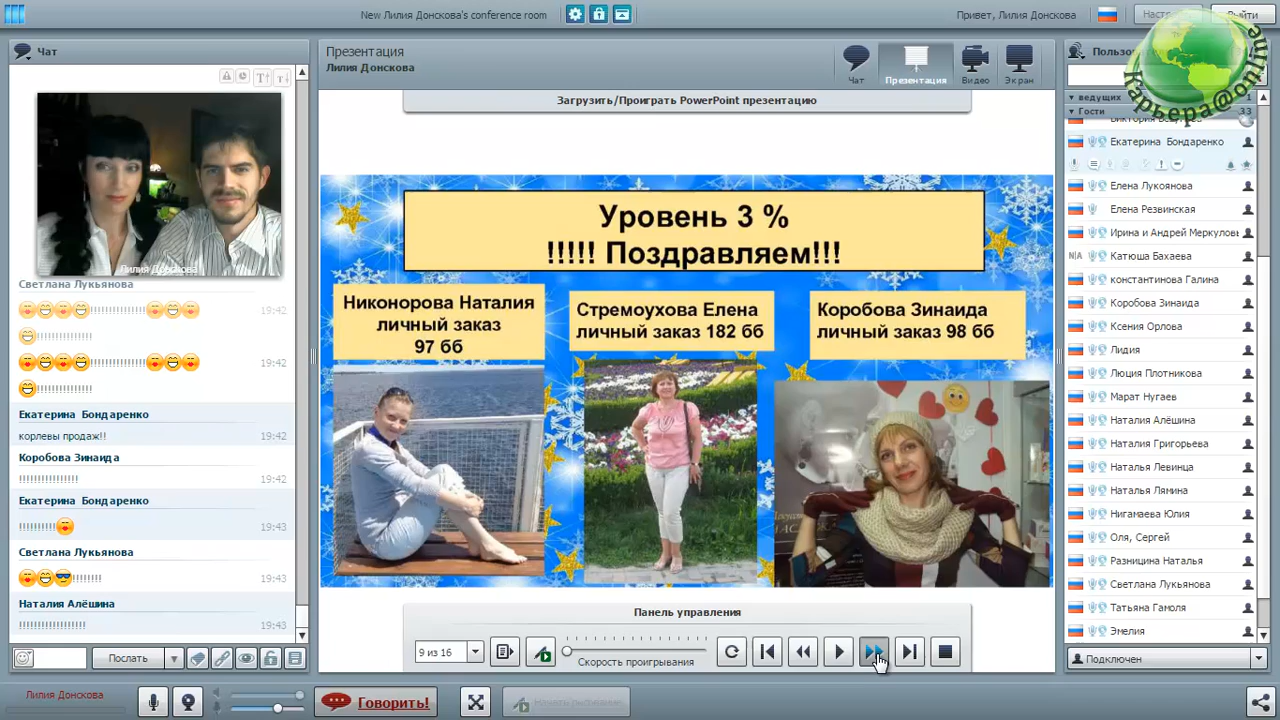 New Лилия Донскова's conference room
Привет, Лилия Донскова
Выйти
Чат
Лилия Донскова
Светлана Лукьянова
!!!!!!!!!!!!!!!!!! 19:42
!!!!!!!!!!!!!!!!!!
!!!!!!!!!!!!!!!!!! 19:42
!!!!!!!!!!!!!!!!!!
Екатерина Бондаренко
корлевы продаж!! 19:42
Коробова Зинаида
!!!!!!!!!!!!!!!!!!! 19:42
Екатерина Бондаренко
!!!!!!!!!! 19:43
Светлана Лукьянова
!!!!!!!!! 19:43
Наталия Алёшина
!!!!!!!!!!!!!!!!!!!!! 19:43
Послать
Презентация
Лилия Донскова
Чат
Презентация
Видео
Экран
Загрузить/Проиграть PowerPoint презентацию
Уровень 3 %
!!!!! Поздравляем!!!
Никонорова Наталия
личный заказ
97 бб
Стремоухова Елена
личный заказ 182 бб
Коробова Зинаида
личный заказ 98 бб
Панель управления
9 из 16
Скорость проигрывания
карьера@online
ведущих 1
Гости 33
Екатерина Бондаренко
Елена Лукоянова
Елена Резвинская
Ирина и Андрей Меркуловы
N/A Катюша Бахаева
константинова Галина
Коробова Зинаида
Ксения Орлова
Лидия
Люция Плотникова
Марат Нугаев
Наталия Алёшина
Наталия Григорьева
Наталья Левинца
Наталья Лямина
Нигамаева Юлия
Оля, Сергей
Разницина Наталья
Светлана Лукьянова
Татьяна Гамоля
Эмелия
Подключен
Лилия Донскова
Говорить!